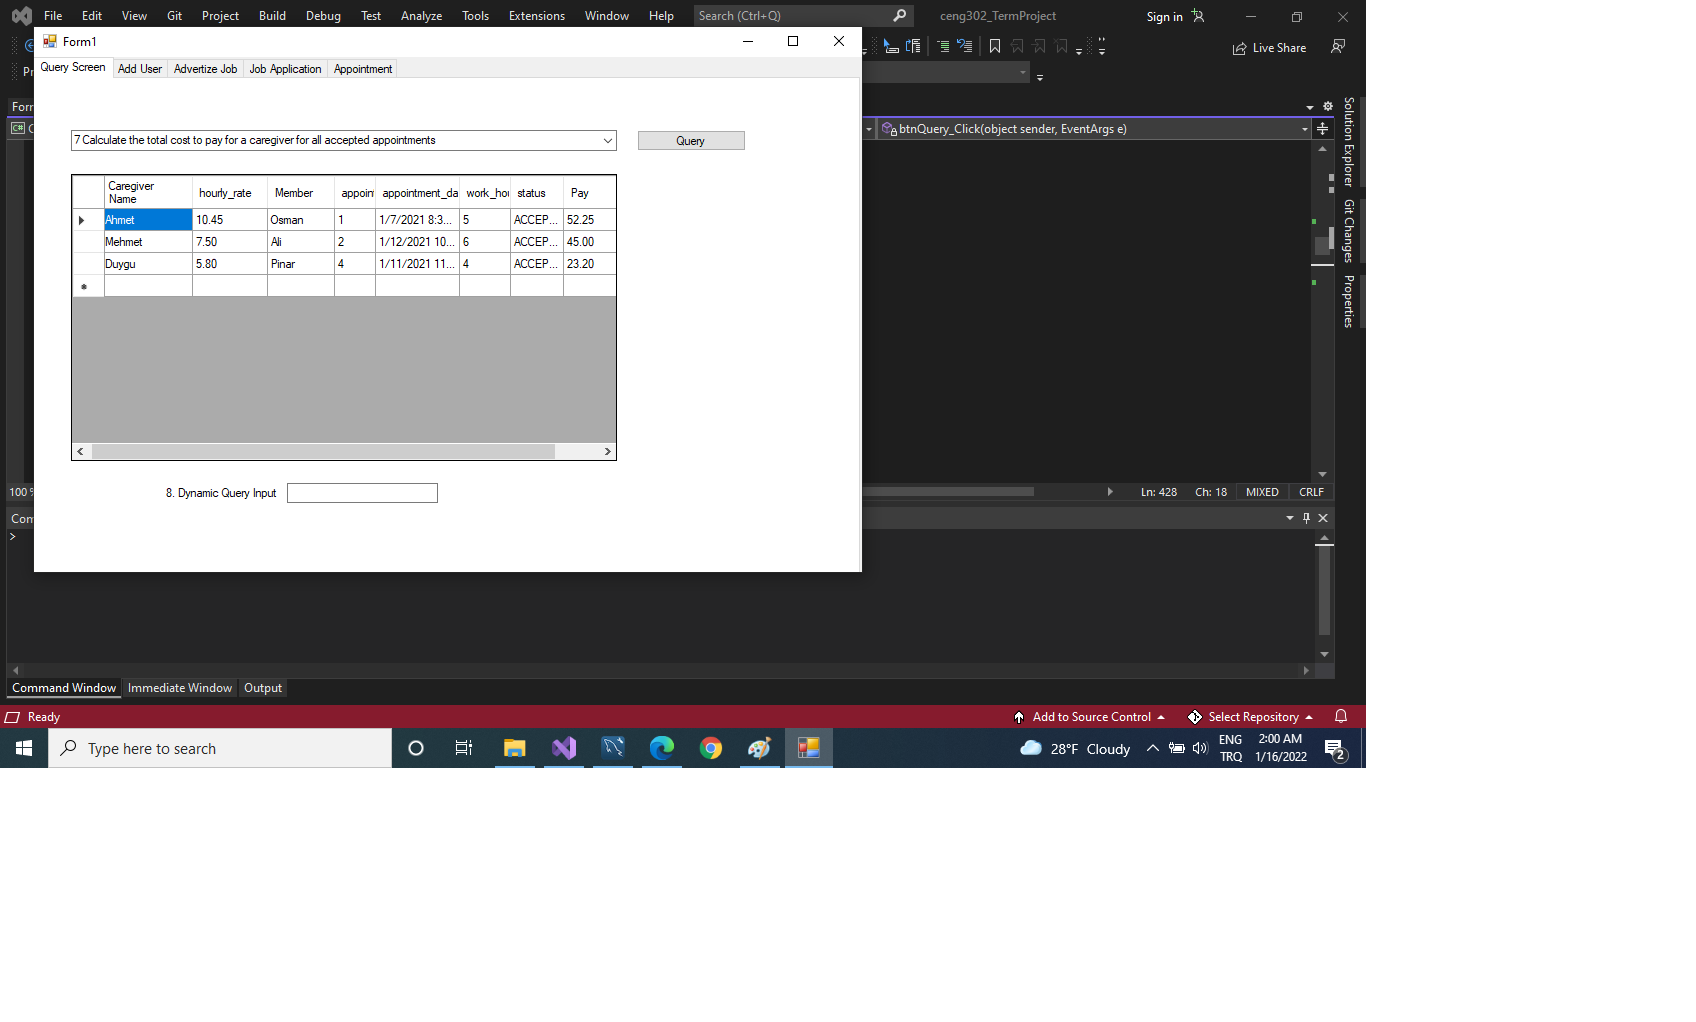 File Edit View Git Project Build Debug Test Analyze Tools Extensions Window Help Search (Ctrl+Q) ceng302_TermProject Sign in
Form1
Live Share
Query Screen Add User Advertize Job Job Application Appointment
btnQuery_Click(object sender, EventArgs e)
7 Calculate the total cost to pay for a caregiver for all accepted appointments Query
Caregiver Name hourly_rate Member appoin appointment_da work_hou status Pay
Ahmet 10.45 Osman 1 1/7/2021 8:3... 5 ACCEP... 52.25
Mehmet 7.50 Ali 2 1/12/2021 10... 6 ACCEP... 45.00
Duygu 5.80 Pinar 4 1/11/2021 11... 4 ACCEP... 23.20
8. Dynamic Query Input
Solution Explorer
Git Changes
Properties
100 % Ln: 428 Ch: 18 MIXED CRLF
Com
>
Command Window Immediate Window Output
Ready Add to Source Control Select Repository
Type here to search 28°F Cloudy ENG 2:00 AM
TRQ 1/16/2022 2